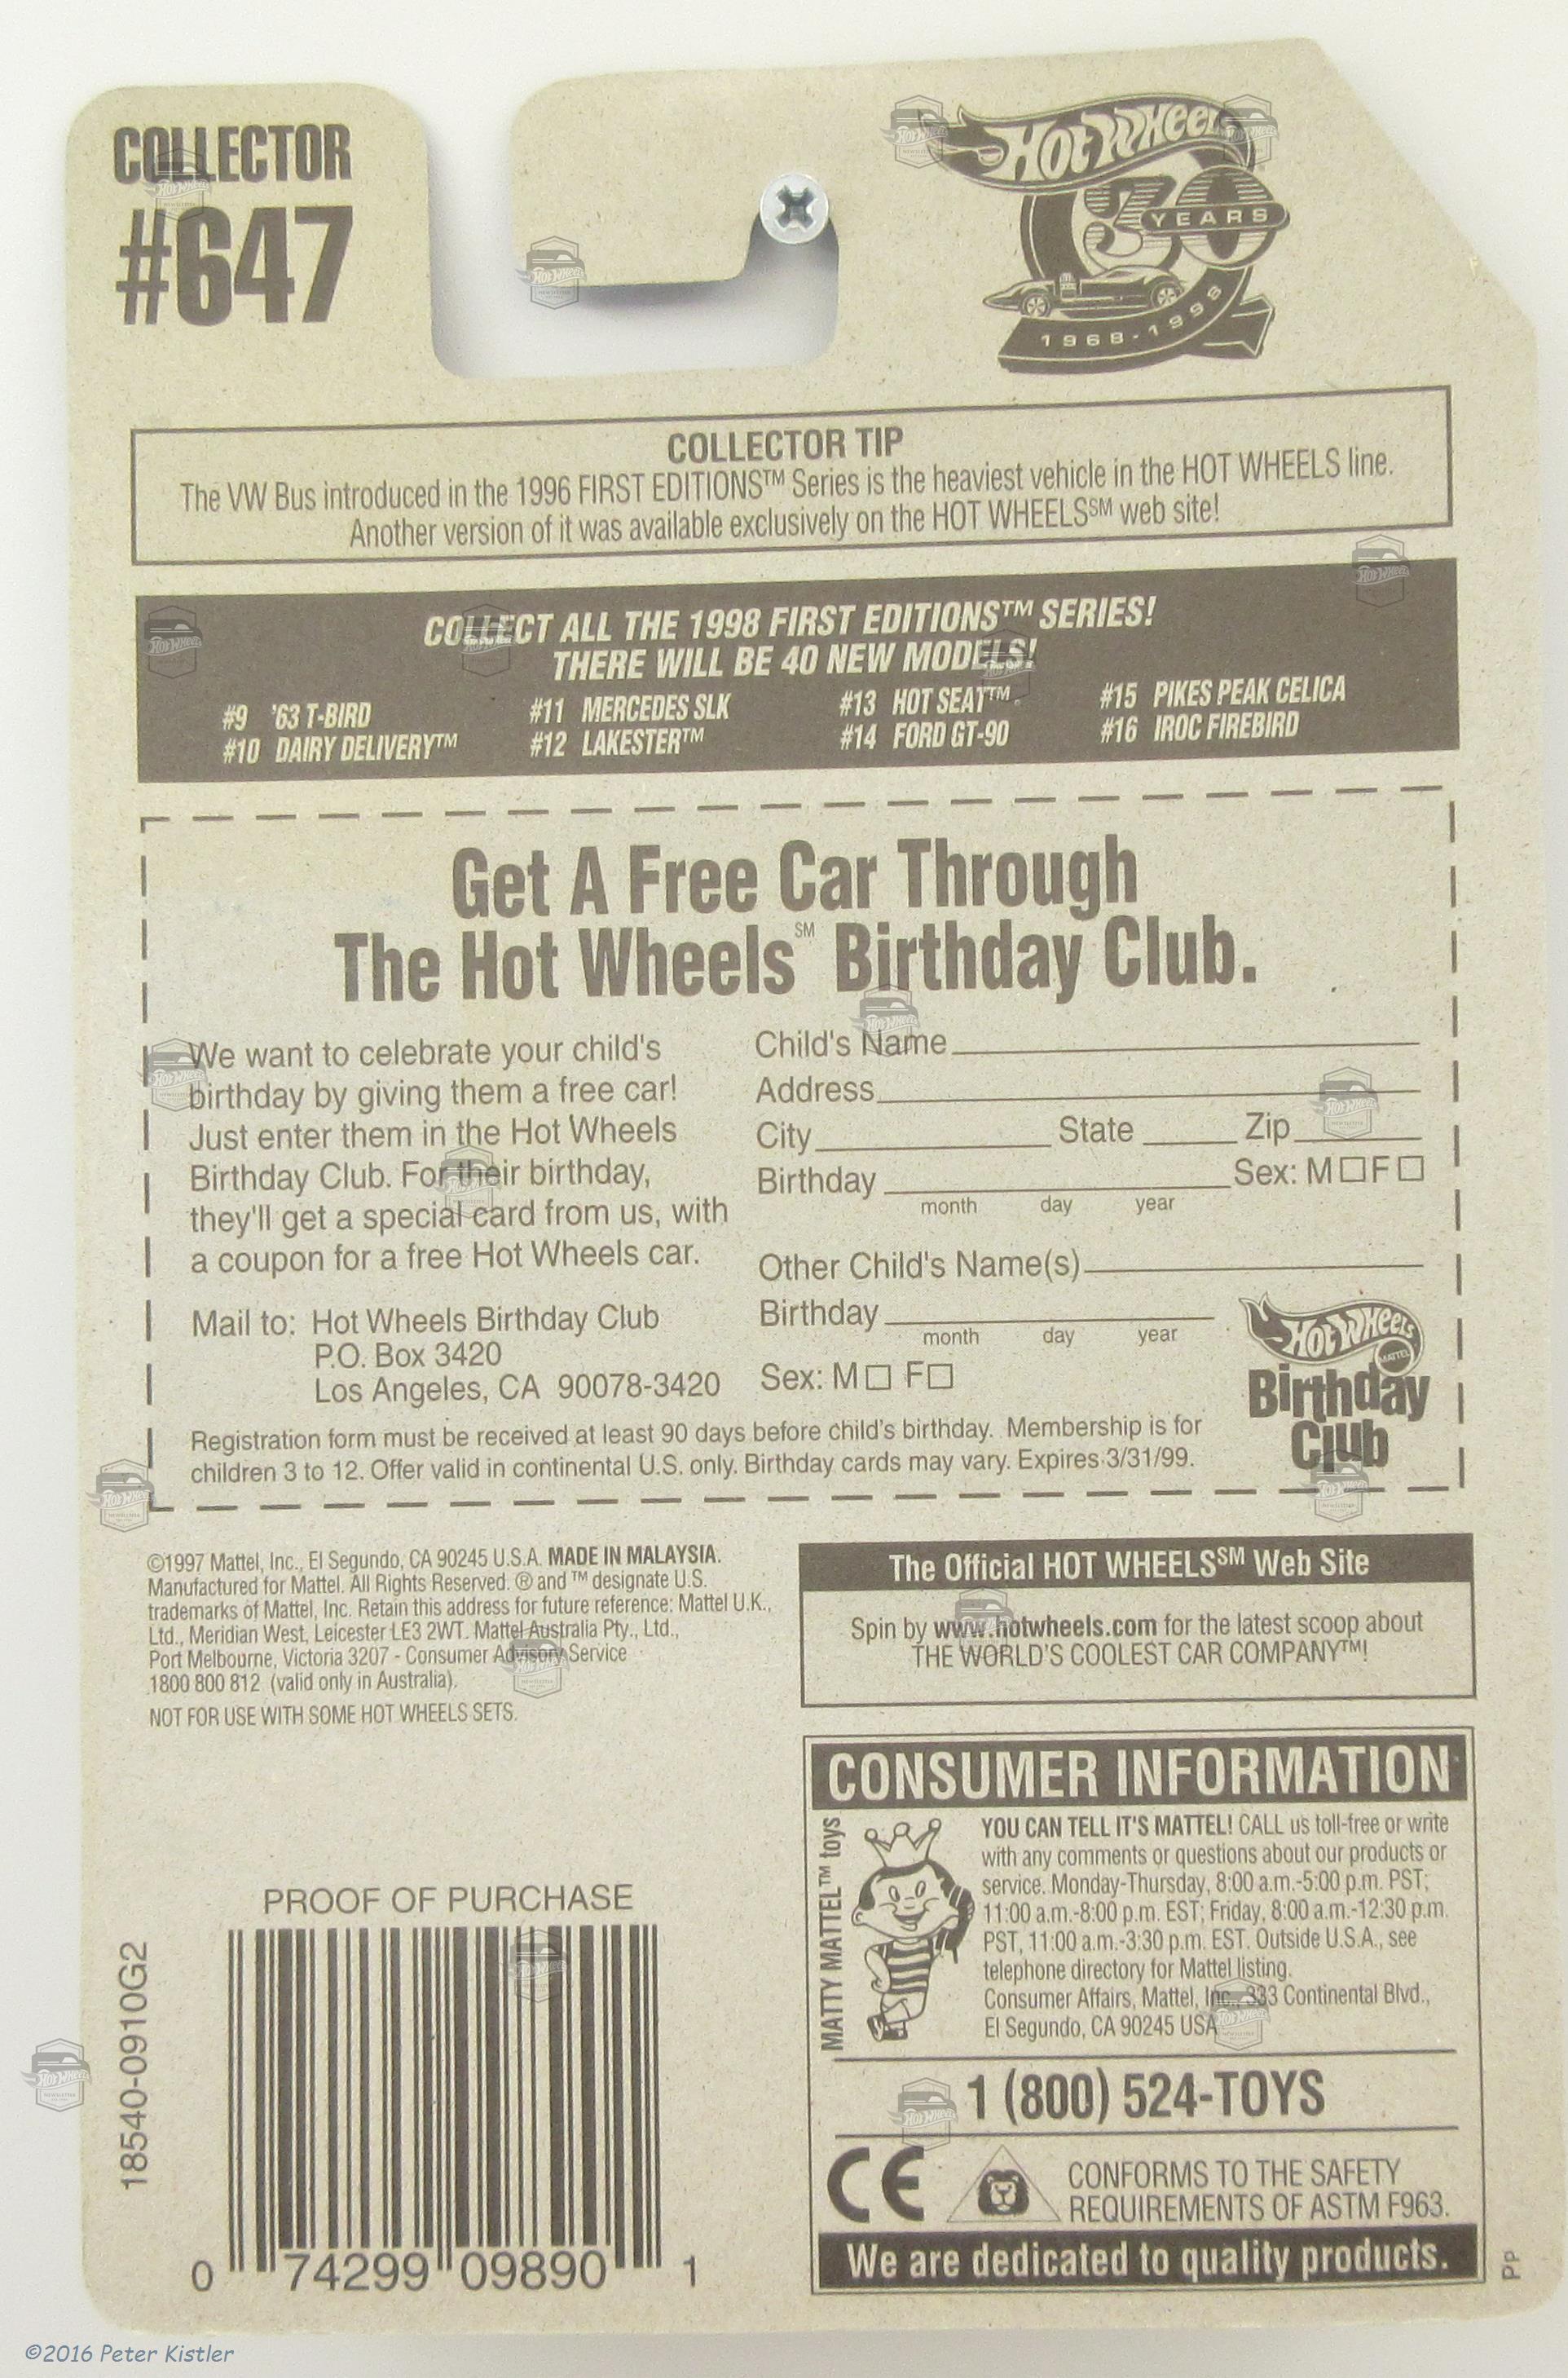 COLLECTOR
#647
HOT WHEELS
30
YEARS
1968-1998
COLLECTOR TIP
The VW Bus introduced in the 1996 FIRST EDITIONS™ Series is the heaviest vehicle in the HOT WHEELS line.
Another version of it was available exclusively on the HOT WHEELS℠ web site!
COLLECT ALL THE 1998 FIRST EDITIONS™ SERIES!
THERE WILL BE 40 NEW MODELS!
#9 '63 T-BIRD #11 MERCEDES SLK #13 HOT SEAT™ #15 PIKES PEAK CELICA
#10 DAIRY DELIVERY™ #12 LAKESTER™ #14 FORD GT-90 #16 IROC FIREBIRD
Get A Free Car Through
The Hot Wheels℠ Birthday Club.
We want to celebrate your child's
birthday by giving them a free car!
Just enter them in the Hot Wheels
Birthday Club. For their birthday,
they'll get a special card from us, with
a coupon for a free Hot Wheels car.
Mail to: Hot Wheels Birthday Club
P.O. Box 3420
Los Angeles, CA 90078-3420
Child's Name
Address
City State Zip
Birthday Sex: M F
month day year
Other Child's Name(s)
Birthday
month day year
Sex: M F
HOT WHEELS
MATTEL
Birthday
Club
Registration form must be received at least 90 days before child's birthday. Membership is for
children 3 to 12. Offer valid in continental U.S. only. Birthday cards may vary. Expires 3/31/99.
©1997 Mattel, Inc., El Segundo, CA 90245 U.S.A. MADE IN MALAYSIA.
Manufactured for Mattel. All Rights Reserved. ® and ™ designate U.S.
trademarks of Mattel, Inc. Retain this address for future reference: Mattel U.K.,
Ltd., Meridian West, Leicester LE3 2WT. Mattel Australia Pty., Ltd.,
Port Melbourne, Victoria 3207 - Consumer Advisory Service
1800 800 812 (valid only in Australia).
NOT FOR USE WITH SOME HOT WHEELS SETS.
The Official HOT WHEELS℠ Web Site
Spin by www.hotwheels.com for the latest scoop about
THE WORLD'S COOLEST CAR COMPANY™!
CONSUMER INFORMATION
MATTY MATTEL™ toys
YOU CAN TELL IT'S MATTEL! CALL us toll-free or write
with any comments or questions about our products or
service. Monday-Thursday, 8:00 a.m.-5:00 p.m. PST;
11:00 a.m.-8:00 p.m. EST; Friday, 8:00 a.m.-12:30 p.m.
PST, 11:00 a.m.-3:30 p.m. EST. Outside U.S.A., see
telephone directory for Mattel listing.
Consumer Affairs, Mattel, Inc., 333 Continental Blvd.,
El Segundo, CA 90245 USA
1 (800) 524-TOYS
CE
CONFORMS TO THE SAFETY
REQUIREMENTS OF ASTM F963.
We are dedicated to quality products.
PP
PROOF OF PURCHASE
18540-0910G2
0 74299 09890 1
©2016 Peter Kistler